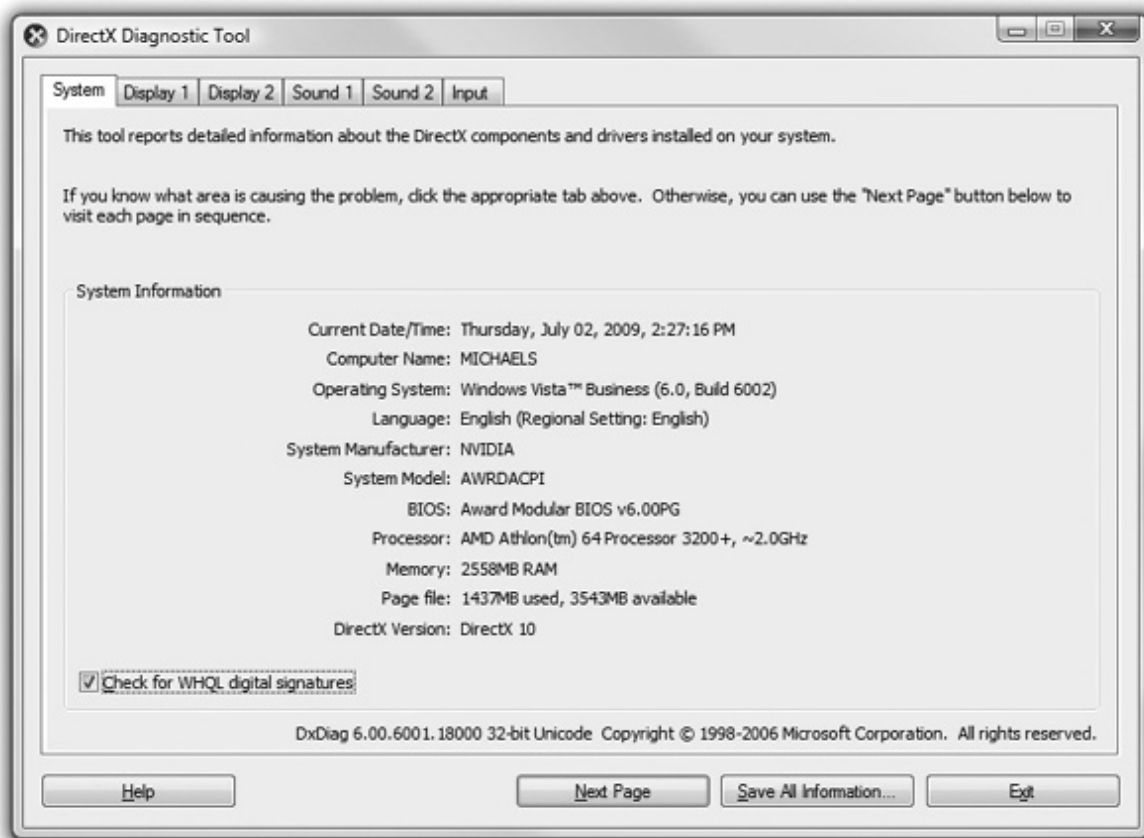 DirectX Diagnostic Tool
System Display 1 Display 2 Sound 1 Sound 2 Input
This tool reports detailed information about the DirectX components and drivers installed on your system.
If you know what area is causing the problem, click the appropriate tab above.  Otherwise, you can use the "Next Page" button below to
visit each page in sequence.
System Information
Current Date/Time: Thursday, July 02, 2009, 2:27:16 PM
Computer Name: MICHAELS
Operating System: Windows Vista™ Business (6.0, Build 6002)
Language: English (Regional Setting: English)
System Manufacturer: NVIDIA
System Model: AWRDACPI
BIOS: Award Modular BIOS v6.00PG
Processor: AMD Athlon(tm) 64 Processor 3200+, ~2.0GHz
Memory: 2558MB RAM
Page file: 1437MB used, 3543MB available
DirectX Version: DirectX 10
Check for WHQL digital signatures
DxDiag 6.00.6001.18000 32-bit Unicode  Copyright © 1998-2006 Microsoft Corporation.  All rights reserved.
Help Next Page Save All Information... Exit